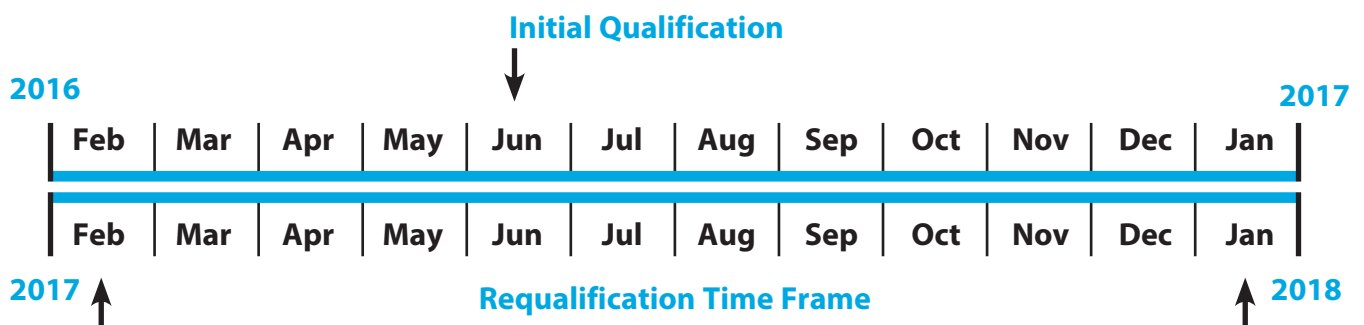 Initial Qualification
2016 2017
Feb Mar Apr May Jun Jul Aug Sep Oct Nov Dec Jan
Feb Mar Apr May Jun Jul Aug Sep Oct Nov Dec Jan
2017 Requalification Time Frame 2018